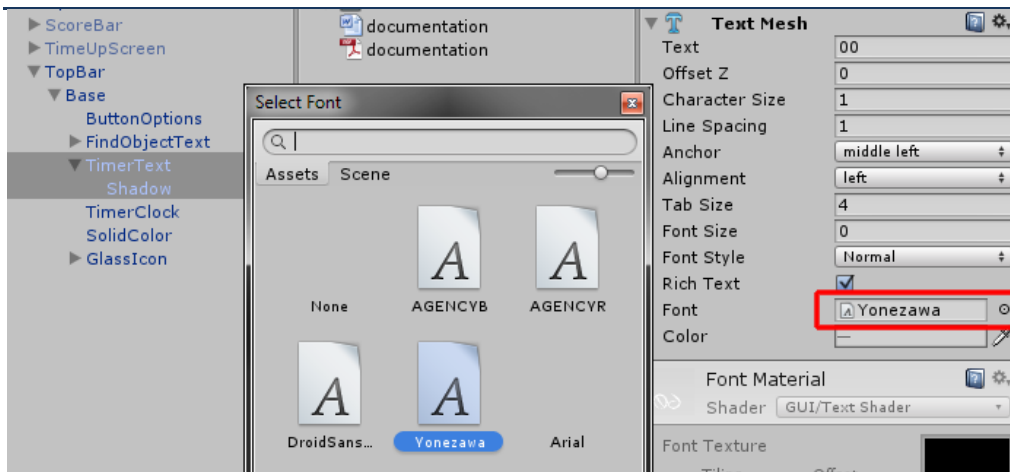 ScoreBar
TimeUpScreen
TopBar
Base
ButtonOptions
FindObjectText
TimerText
Shadow
TimerClock
SolidColor
GlassIcon
documentation
documentation
Select Font
Assets Scene
None AGENCYB AGENCYR
DroidSans... Yonezawa Arial
Text Mesh
Text 00
Offset Z 0
Character Size 1
Line Spacing 1
Anchor middle left
Alignment left
Tab Size 4
Font Size 0
Font Style Normal
Rich Text
Font Yonezawa
Color
Font Material
Shader GUI/Text Shader
Font Texture
Tiling Offset